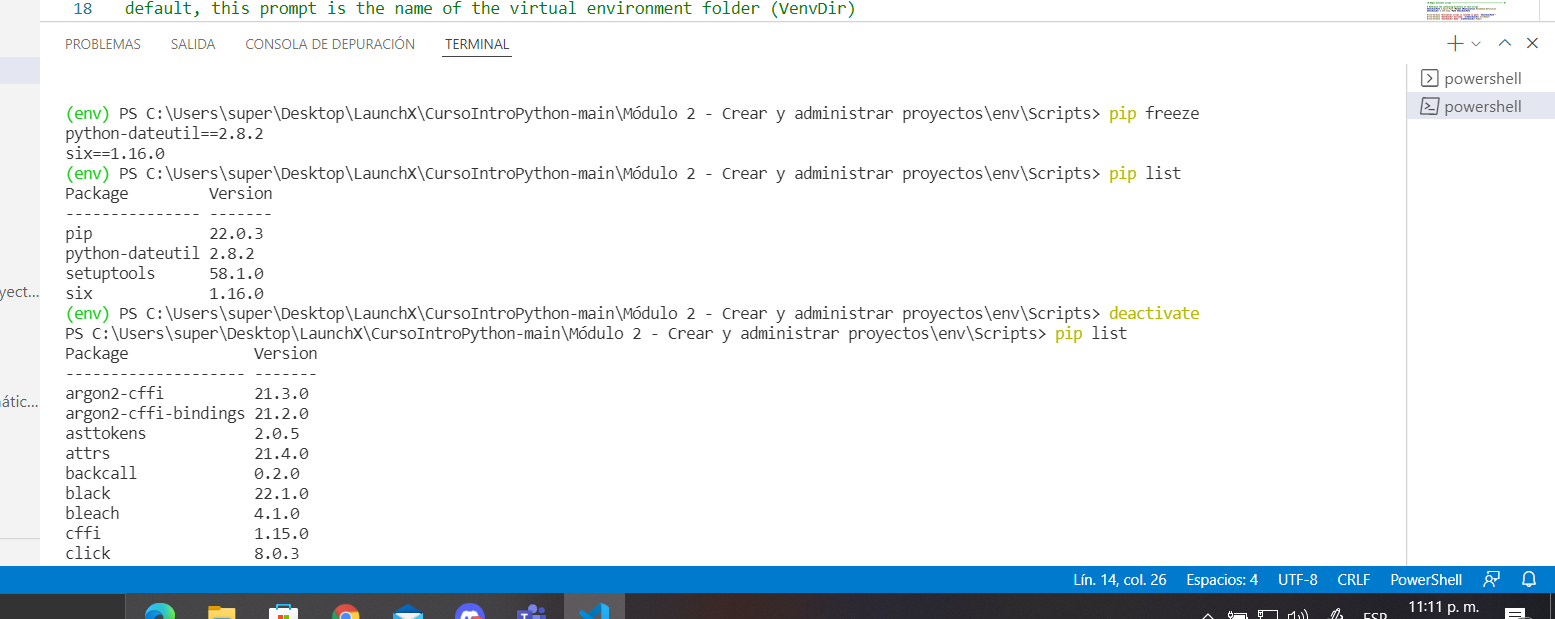 18 default, this prompt is the name of the virtual environment folder (VenvDir)
PROBLEMAS SALIDA CONSOLA DE DEPURACIÓN TERMINAL
powershell
powershell
(env) PS C:\Users\super\Desktop\LaunchX\CursoIntroPython-main\Módulo 2 - Crear y administrar proyectos\env\Scripts> pip freeze
python-dateutil==2.8.2
six==1.16.0
(env) PS C:\Users\super\Desktop\LaunchX\CursoIntroPython-main\Módulo 2 - Crear y administrar proyectos\env\Scripts> pip list
Package Version
--------------- -------
pip 22.0.3
python-dateutil 2.8.2
setuptools 58.1.0
six 1.16.0
(env) PS C:\Users\super\Desktop\LaunchX\CursoIntroPython-main\Módulo 2 - Crear y administrar proyectos\env\Scripts> deactivate
PS C:\Users\super\Desktop\LaunchX\CursoIntroPython-main\Módulo 2 - Crear y administrar proyectos\env\Scripts> pip list
Package Version
-------------------- -------
argon2-cffi 21.3.0
argon2-cffi-bindings 21.2.0
asttokens 2.0.5
attrs 21.4.0
backcall 0.2.0
black 22.1.0
bleach 4.1.0
cffi 1.15.0
click 8.0.3
yect...
átic...
Lín. 14, col. 26 Espacios: 4 UTF-8 CRLF PowerShell
ESP 11:11 p. m.